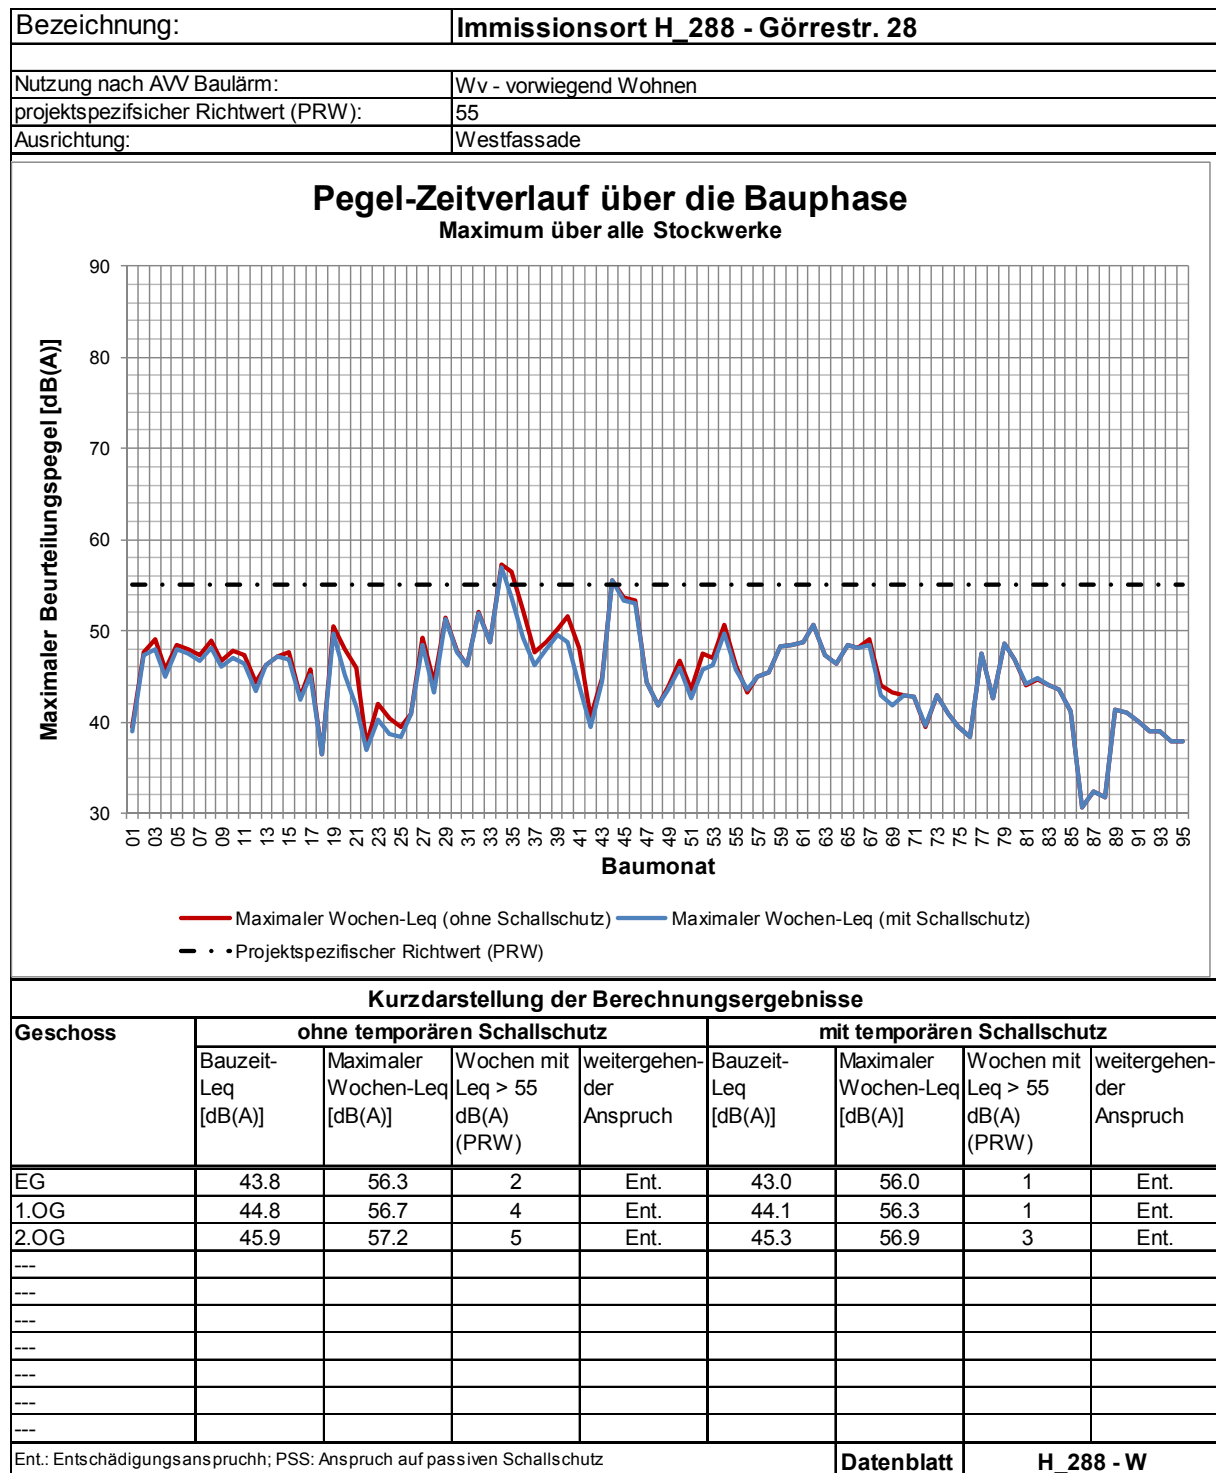 Bezeichnung: Immissionsort H_288 - Görrestr. 28
Nutzung nach AVV Baulärm: Wv - vorwiegend Wohnen
projektspezifsicher Richtwert (PRW): 55
Ausrichtung: Westfassade
Pegel-Zeitverlauf über die Bauphase
Maximum über alle Stockwerke
Maximaler Beurteilungspegel [dB(A)]
90
80
70
60
50
40
30
01 03 05 07 09 11 13 15 17 19 21 23 25 27 29 31 33 35 37 39 41 43 45 47 49 51 53 55 57 59 61 63 65 67 69 71 73 75 77 79 81 83 85 87 89 91 93 95
Baumonat
Maximaler Wochen-Leq (ohne Schallschutz) Maximaler Wochen-Leq (mit Schallschutz)
Projektspezifischer Richtwert (PRW)
Kurzdarstellung der Berechnungsergebnisse
Geschoss ohne temporären Schallschutz mit temporären Schallschutz
Bauzeit- Maximaler Wochen mit weitergehen- Bauzeit- Maximaler Wochen mit weitergehen-
Leq Wochen-Leq Leq > 55 der Leq Wochen-Leq Leq > 55 der
[dB(A)] [dB(A)] dB(A) Anspruch [dB(A)] [dB(A)] dB(A) Anspruch
(PRW) (PRW)
EG 43.8 56.3 2 Ent. 43.0 56.0 1 Ent.
1.OG 44.8 56.7 4 Ent. 44.1 56.3 1 Ent.
2.OG 45.9 57.2 5 Ent. 45.3 56.9 3 Ent.
---
---
---
---
---
---
---
Ent.: Entschädigungsanspruchh; PSS: Anspruch auf passiven Schallschutz Datenblatt H_288 - W